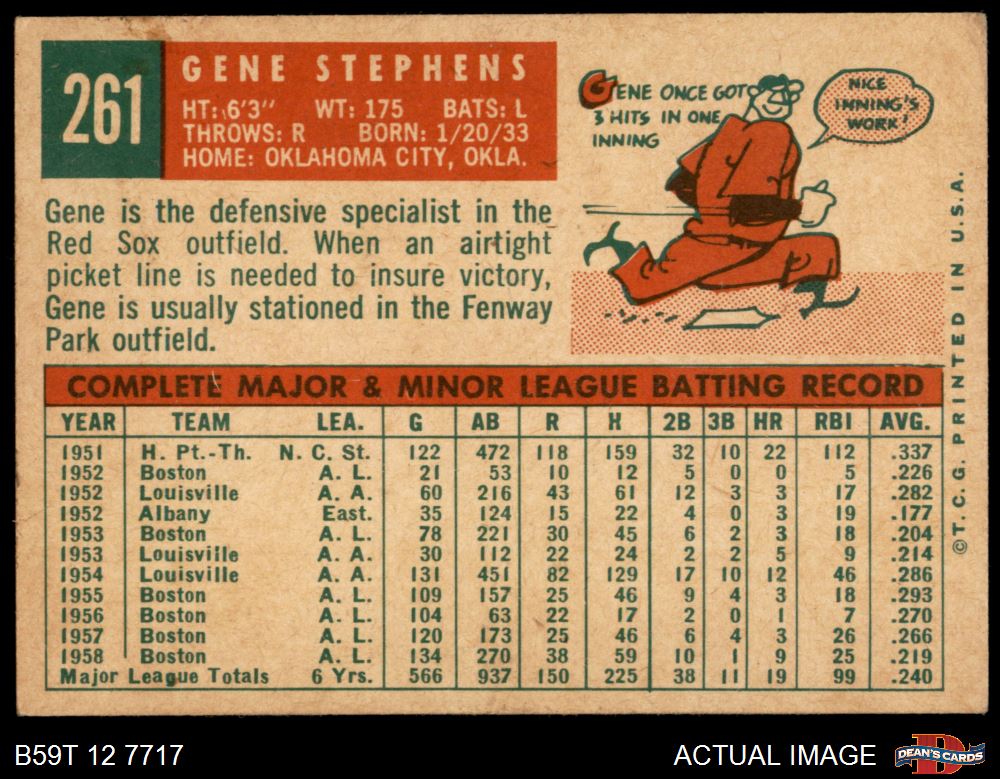 261
GENE STEPHENS
HT: 6'3" WT: 175 BATS: L
THROWS: R BORN: 1/20/33
HOME: OKLAHOMA CITY, OKLA.
GENE ONCE GOT
3 HITS IN ONE
INNING
NICE
INNING'S
WORK!
Gene is the defensive specialist in the
Red Sox outfield. When an airtight
picket line is needed to insure victory,
Gene is usually stationed in the Fenway
Park outfield.
COMPLETE MAJOR & MINOR LEAGUE BATTING RECORD
YEAR TEAM LEA. G AB R H 2B 3B HR RBI AVG.
1951 H. Pt.-Th. N. C. St. 122 472 118 159 32 10 22 112 .337
1952 Boston A. L. 21 53 10 12 5 0 0 5 .226
1952 Louisville A. A. 60 216 43 61 12 3 3 17 .282
1952 Albany East. 35 124 15 22 4 0 3 19 .177
1953 Boston A. L. 78 221 30 45 6 2 3 18 .204
1953 Louisville A. A. 30 112 22 24 2 2 5 9 .214
1954 Louisville A. A. 131 451 82 129 17 10 12 46 .286
1955 Boston A. L. 109 157 25 46 9 4 3 18 .293
1956 Boston A. L. 104 63 22 17 2 0 1 7 .270
1957 Boston A. L. 120 173 25 46 6 4 3 26 .266
1958 Boston A. L. 134 270 38 59 10 1 9 25 .219
Major League Totals 6 Yrs. 566 937 150 225 38 11 19 99 .240
©T. C. G. PRINTED IN U.S.A.
B59T 12 7717
ACTUAL IMAGE
DEAN'S CARDS